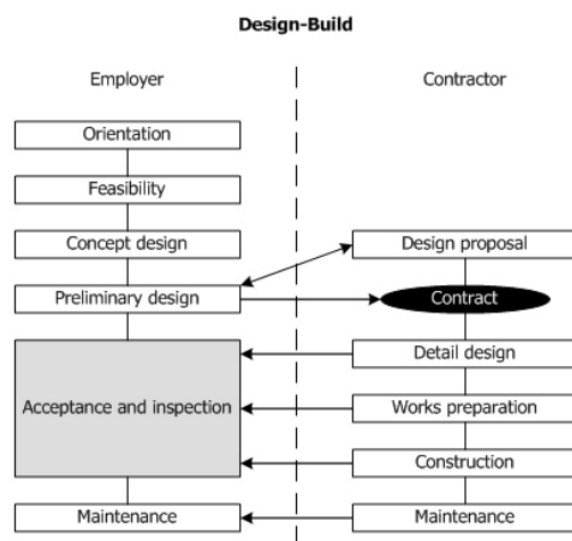 Design-Build
Employer
Contractor
Orientation
Feasibility
Concept design
Design proposal
Preliminary design
Contract
Detail design
Acceptance and inspection
Works preparation
Construction
Maintenance
Maintenance